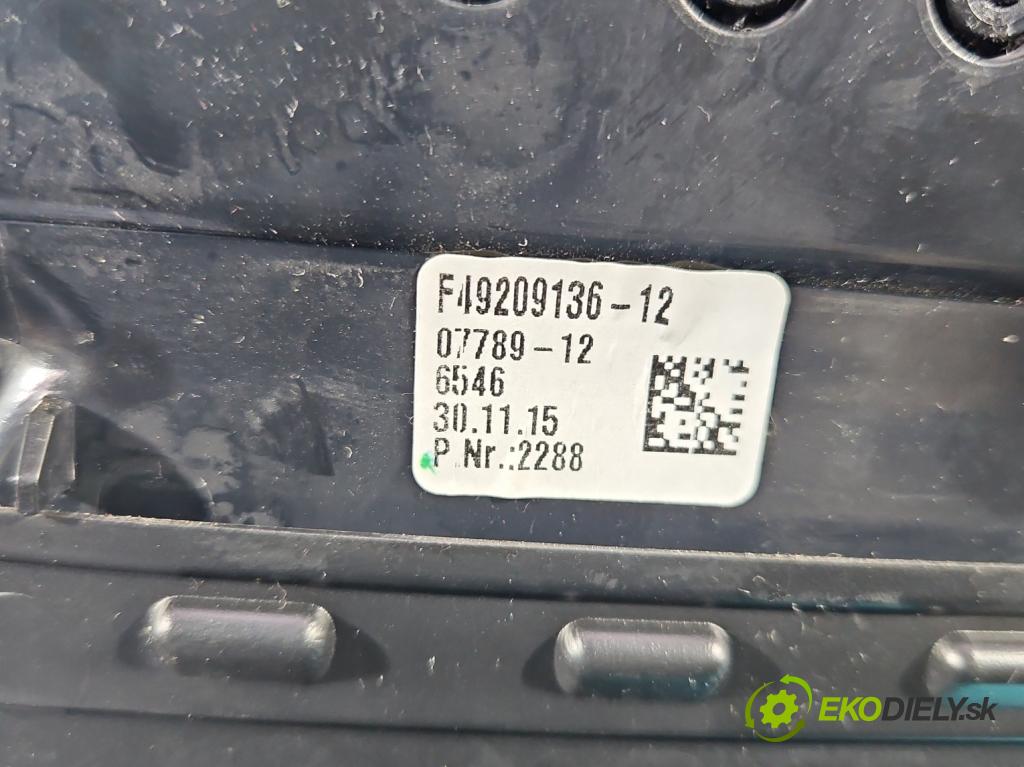 F49209136-12
07789-12
6546
30.11.15
P.Nr.:2288
EKODIELY.sk